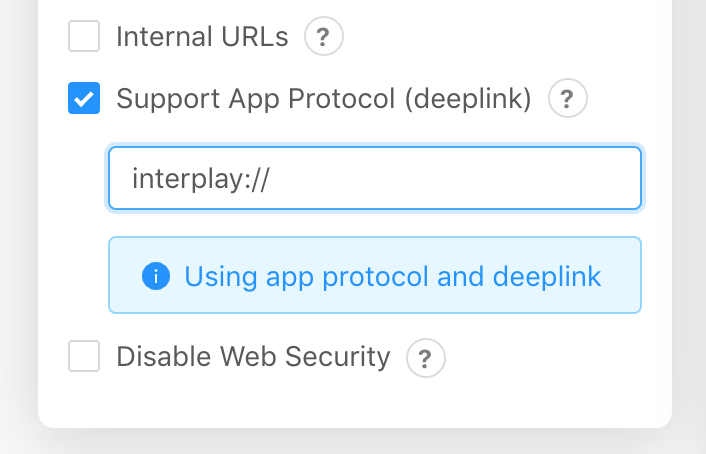 Internal URLs ?
Support App Protocol (deeplink) ?
interplay://
i Using app protocol and deeplink
Disable Web Security ?